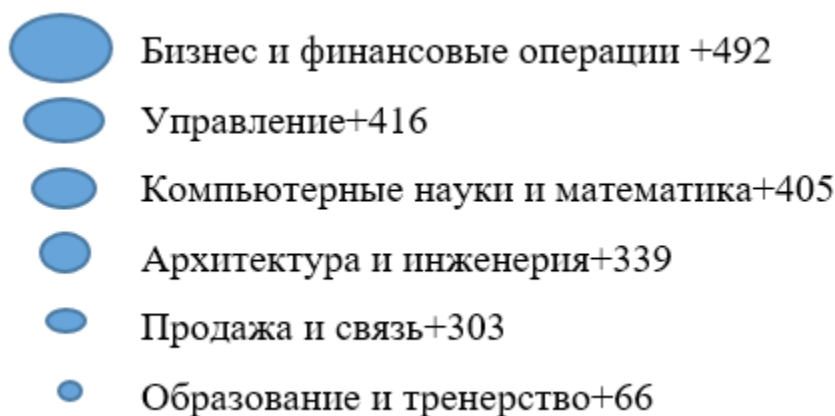 Бизнес и финансовые операции +492
Управление+416
Компьютерные науки и математика+405
Архитектура и инженерия+339
Продажа и связь+303
Образование и тренерство+66